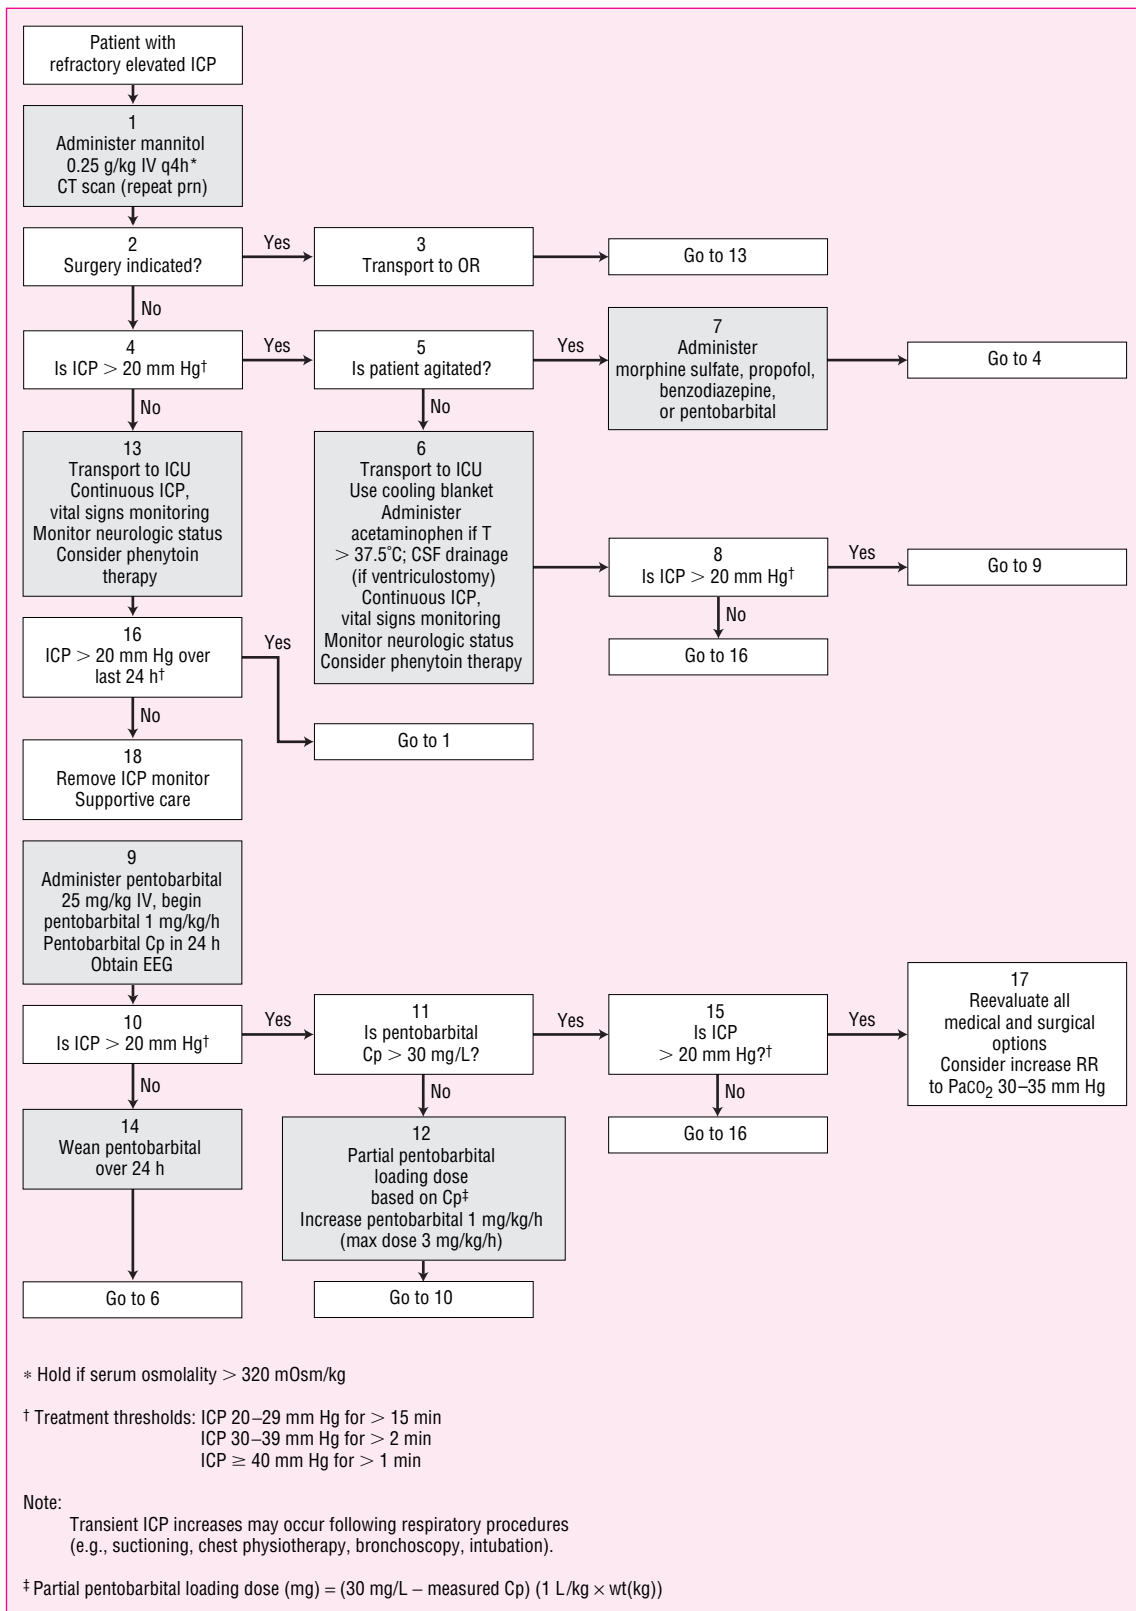 Patient with
refractory elevated ICP
1
Administer mannitol
0.25 g/kg IV q4h*
CT scan (repeat prn)
2
Surgery indicated?
Yes
3
Transport to OR
Go to 13
No
4
Is ICP > 20 mm Hg†
Yes
5
Is patient agitated?
Yes
7
Administer
morphine sulfate, propofol,
benzodiazepine,
or pentobarbital
Go to 4
No
No
13
Transport to ICU
Continuous ICP,
vital signs monitoring
Monitor neurologic status
Consider phenytoin
therapy
6
Transport to ICU
Use cooling blanket
Administer
acetaminophen if T
> 37.5°C; CSF drainage
(if ventriculostomy)
Continuous ICP,
vital signs monitoring
Monitor neurologic status
Consider phenytoin therapy
8
Is ICP > 20 mm Hg†
Yes
Go to 9
No
Go to 16
16
ICP > 20 mm Hg over
last 24 h†
Yes
No
Go to 1
18
Remove ICP monitor
Supportive care
9
Administer pentobarbital
25 mg/kg IV, begin
pentobarbital 1 mg/kg/h
Pentobarbital Cp in 24 h
Obtain EEG
10
Is ICP > 20 mm Hg†
Yes
11
Is pentobarbital
Cp > 30 mg/L?
Yes
15
Is ICP
> 20 mm Hg?†
Yes
17
Reevaluate all
medical and surgical
options
Consider increase RR
to PaCO₂ 30–35 mm Hg
No
No
No
14
Wean pentobarbital
over 24 h
12
Partial pentobarbital
loading dose
based on Cp‡
Increase pentobarbital 1 mg/kg/h
(max dose 3 mg/kg/h)
Go to 16
Go to 6
Go to 10
* Hold if serum osmolality > 320 mOsm/kg
† Treatment thresholds: ICP 20–29 mm Hg for > 15 min
ICP 30–39 mm Hg for > 2 min
ICP ≧ 40 mm Hg for > 1 min
Note:
Transient ICP increases may occur following respiratory procedures
(e.g., suctioning, chest physiotherapy, bronchoscopy, intubation).
‡ Partial pentobarbital loading dose (mg) = (30 mg/L – measured Cp) (1 L/kg × wt(kg))